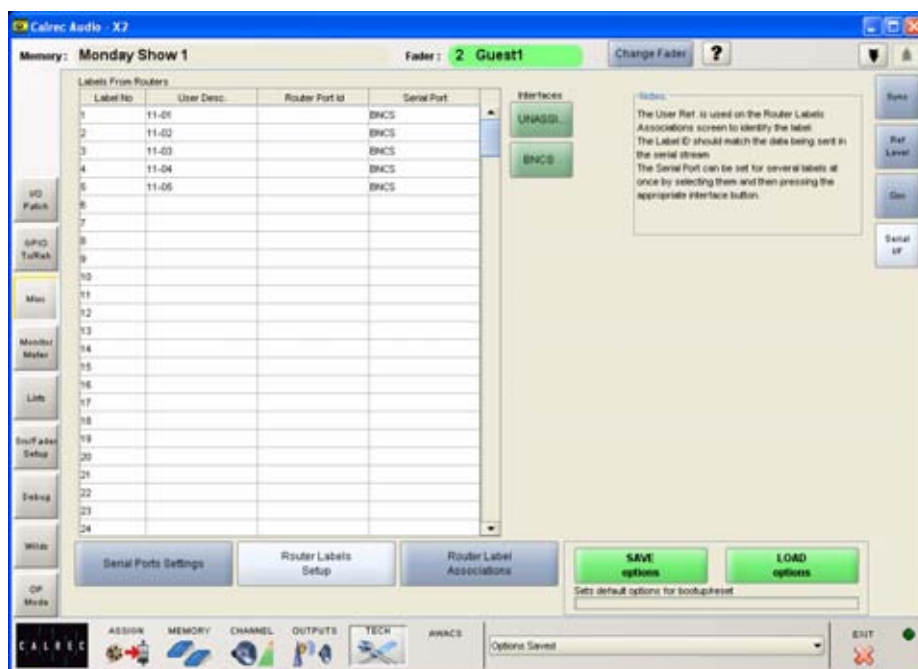 Calrec Audio - X2
Memory: Monday Show 1 Fader: 2 Guest1 Change Fader ?
Labels From Routers
Label No User Desc. Router Port Id Serial Port
1 11-01 BNCS
2 11-02 BNCS
3 11-03 BNCS
4 11-04 BNCS
5 11-05 BNCS
6
7
8
9
10
11
12
13
14
15
16
17
18
19
20
21
22
23
24
Interfaces
UNASSI...
BNCS
Notes
The User Ref. is used on the Router Labels
Associations screen to identify the label.
The Label ID should match the data being sent in
the serial stream
The Serial Port can be set for several labels at
once by selecting them and then pressing the
appropriate interface button.
Sync
Ref
Level
Serial
I/F
I/O
Patch
GPIO
Misc
Monitor
Meter
Lists
Setup
Debug
Wilds
OP
Mode
Serial Ports Settings
Router Labels
Setup
Router Label
Associations
SAVE
options
LOAD
options
Sets default options for bootup/reset
CALREC
ASSIGN MEMORY CHANNEL OUTPUTS TECH AWACS
Options Saved
EXIT